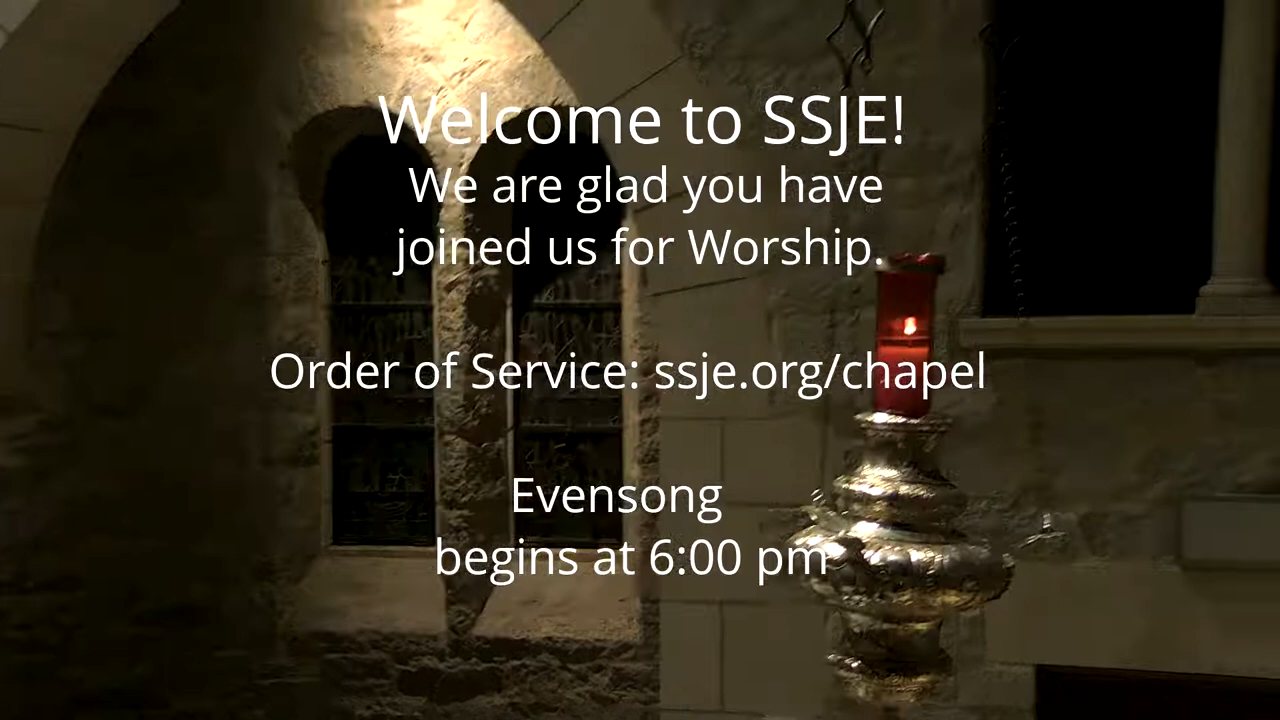 Welcome to SSJE!
We are glad you have
joined us for Worship.
Order of Service: ssje.org/chapel
Evensong
begins at 6:00 pm